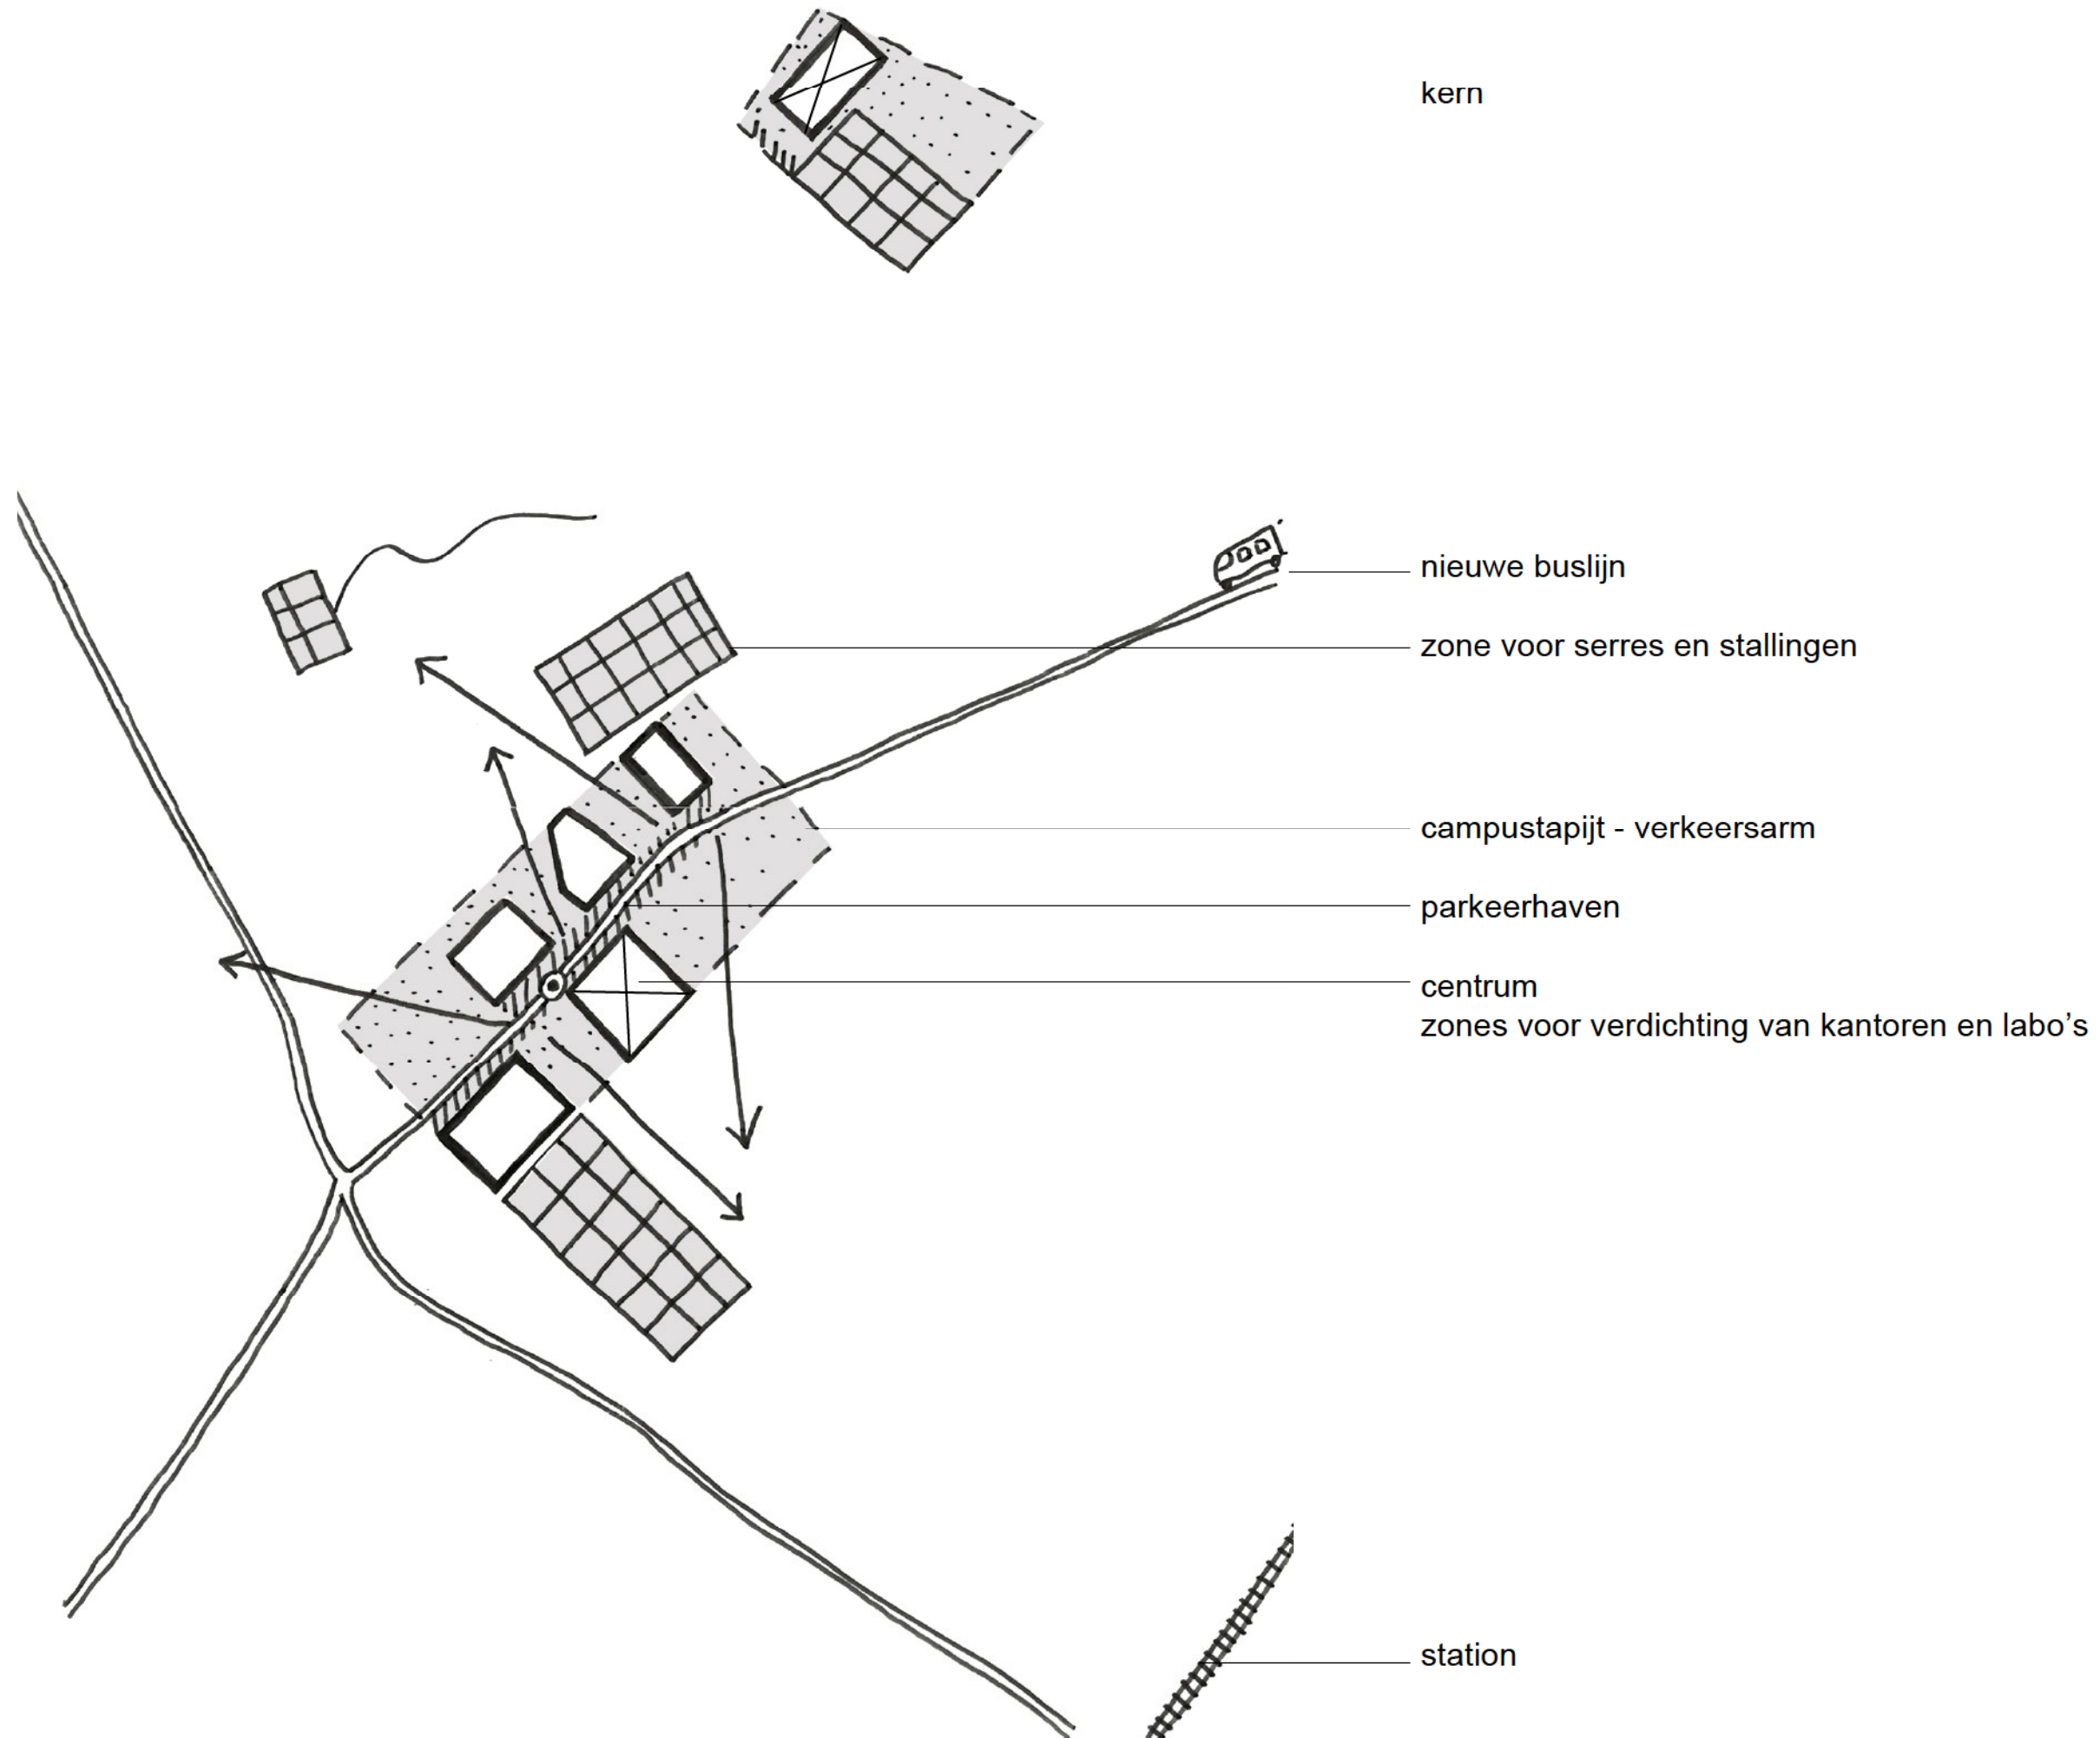 kern
nieuwe buslijn
zone voor serres en stallingen
campustapijt - verkeersarm
parkeerhaven
centrum
zones voor verdichting van kantoren en labo’s
station